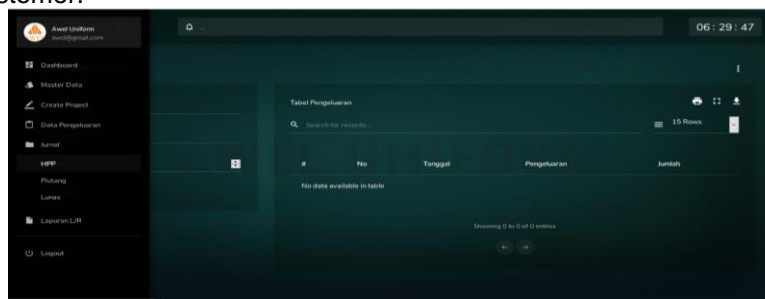 stomer.
Awel Uniform
awel@gmail.com
06 : 29 : 47
Dashboard
Master Data
Create Project
Data Pengeluaran
Jurnal
HPP
Piutang
Lunas
Laporan L/R
Logout
Tabel Pengeluaran
Search for records...
15 Rows
# No Tanggal Pengeluaran Jumlah
No data available in table
Showing 0 to 0 of 0 entries